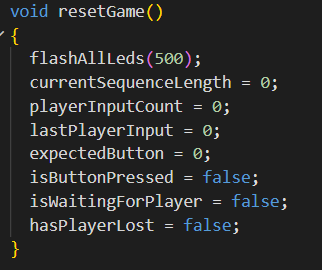 void resetGame()
{
    flashAllLeds(500);
    currentSequenceLength = 0;
    playerInputCount = 0;
    lastPlayerInput = 0;
    expectedButton = 0;
    isButtonPressed = false;
    isWaitingForPlayer = false;
    hasPlayerLost = false;
}